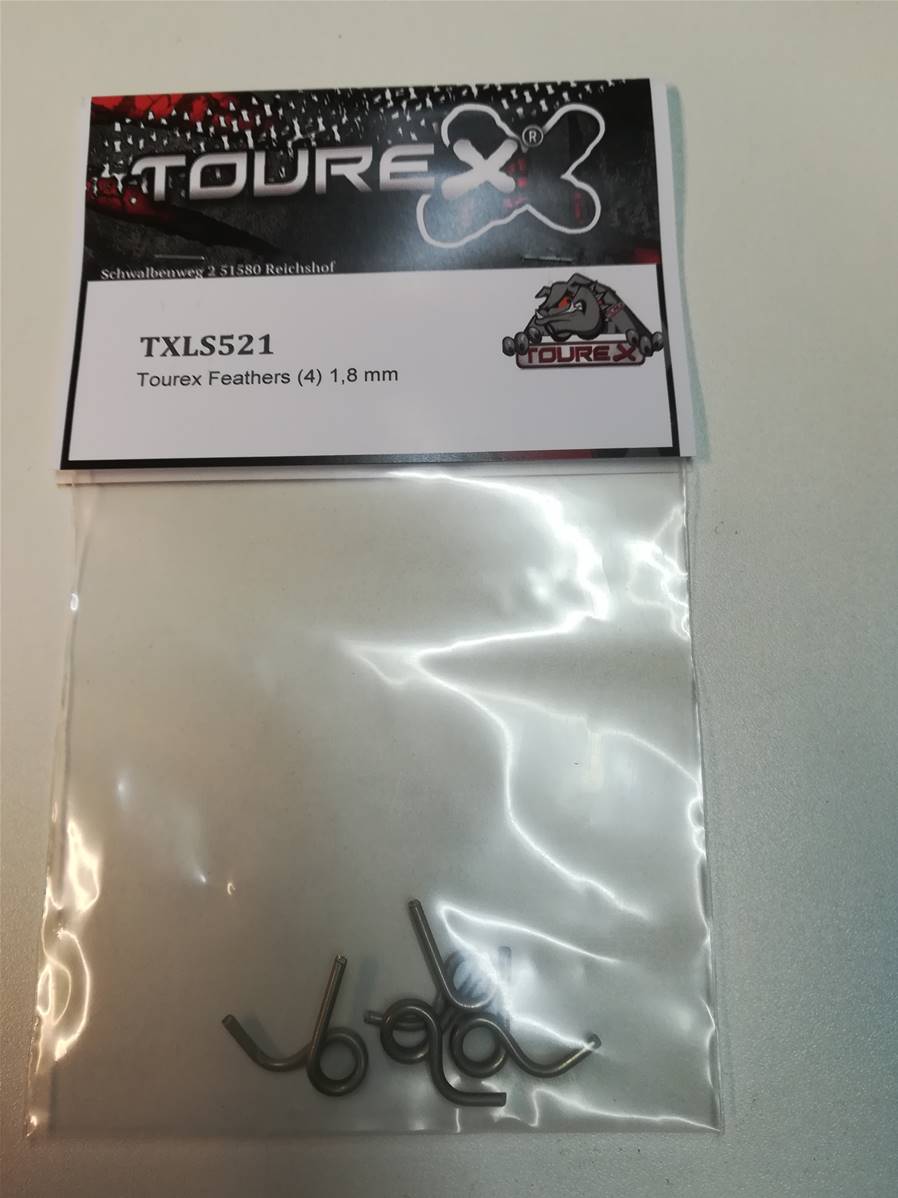 TOUREX®
Schwalbenweg 2 51580 Reichshof
TXLS521
Tourex Feathers (4) 1,8 mm
TOUREX